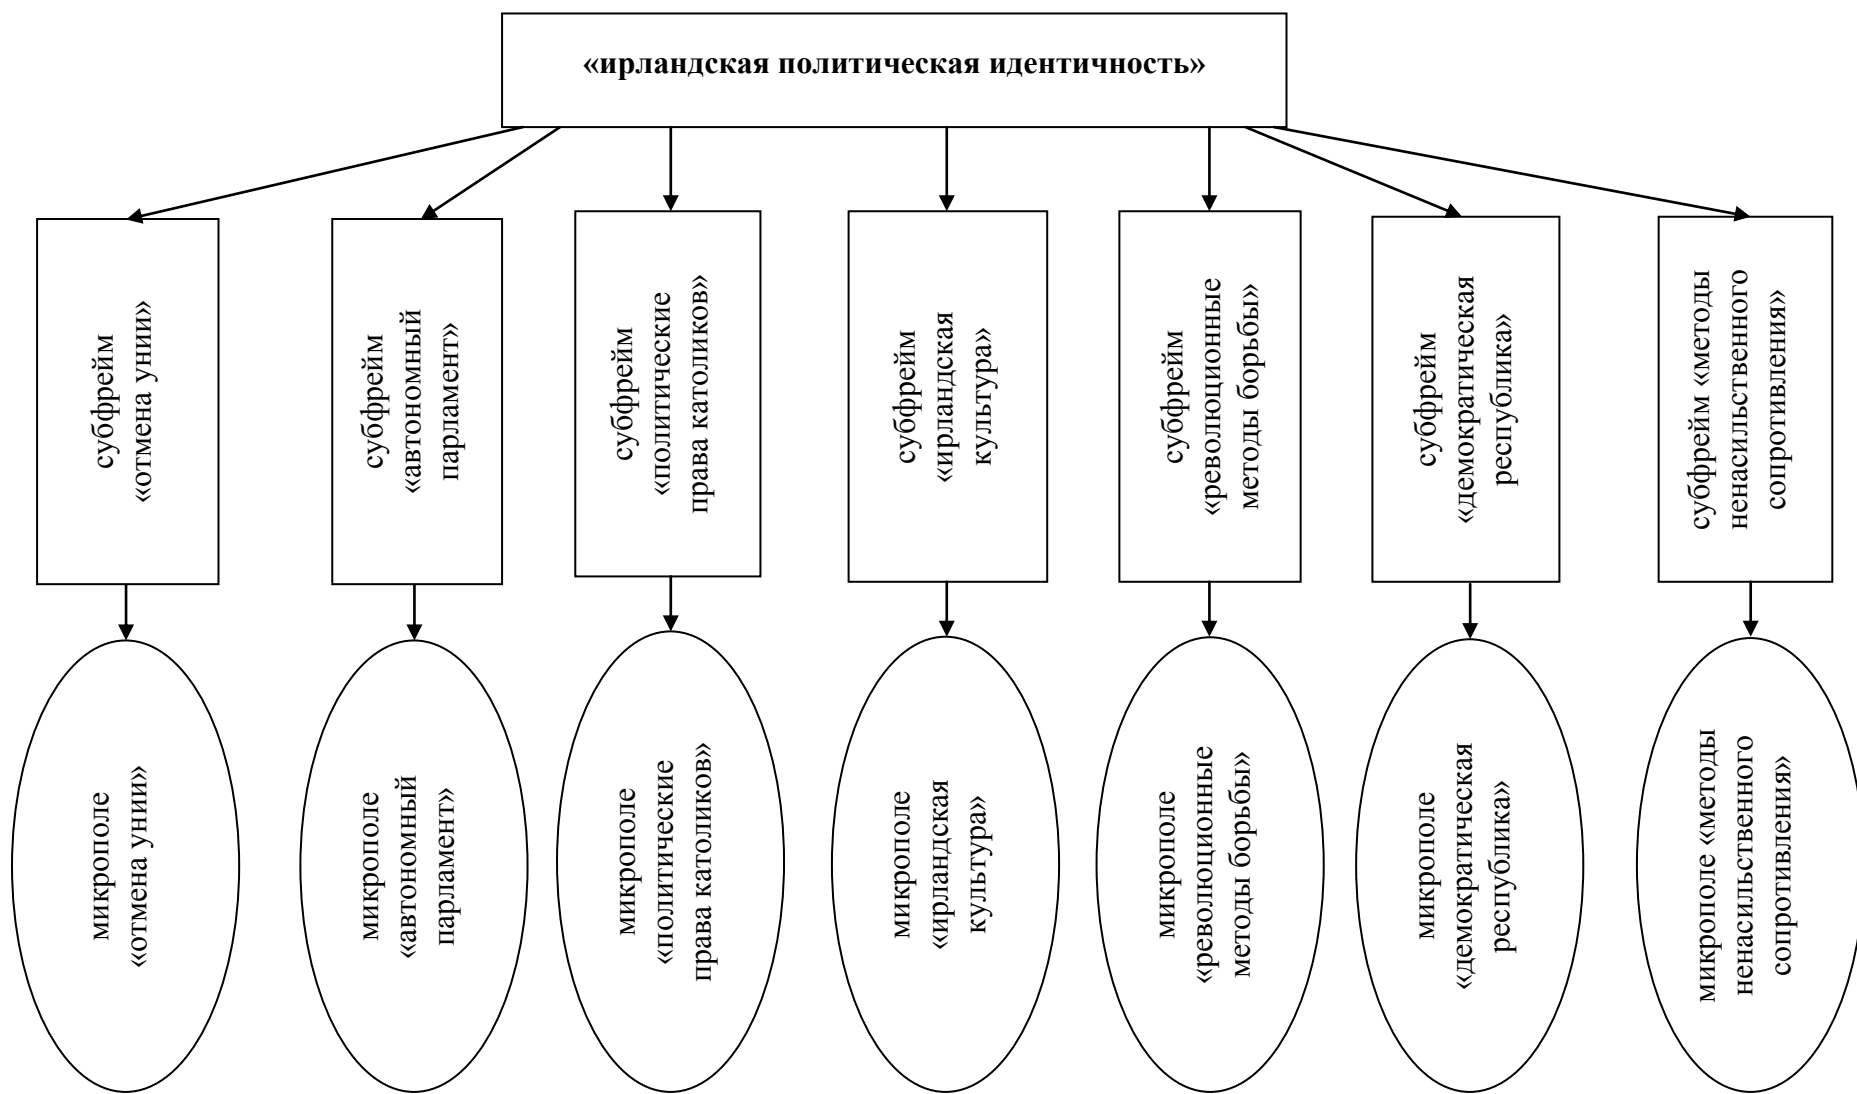 «ирландская политическая идентичность»
субфрейм
«отмена унии»
субфрейм
«автономный
парламент»
субфрейм
«политические
права католиков»
субфрейм
«ирландская
культура»
субфрейм
«революционные
методы борьбы»
субфрейм
«демократическая
республика»
субфрейм «методы
ненасильственного
сопротивления»
микрополе
«отмена унии»
микрополе
«автономный
парламент»
микрополе
«политические
права католиков»
микрополе
«ирландская
культура»
микрополе
«революционные
методы борьбы»
микрополе
«демократическая
республика»
микрополе «методы
ненасильственного
сопротивления»